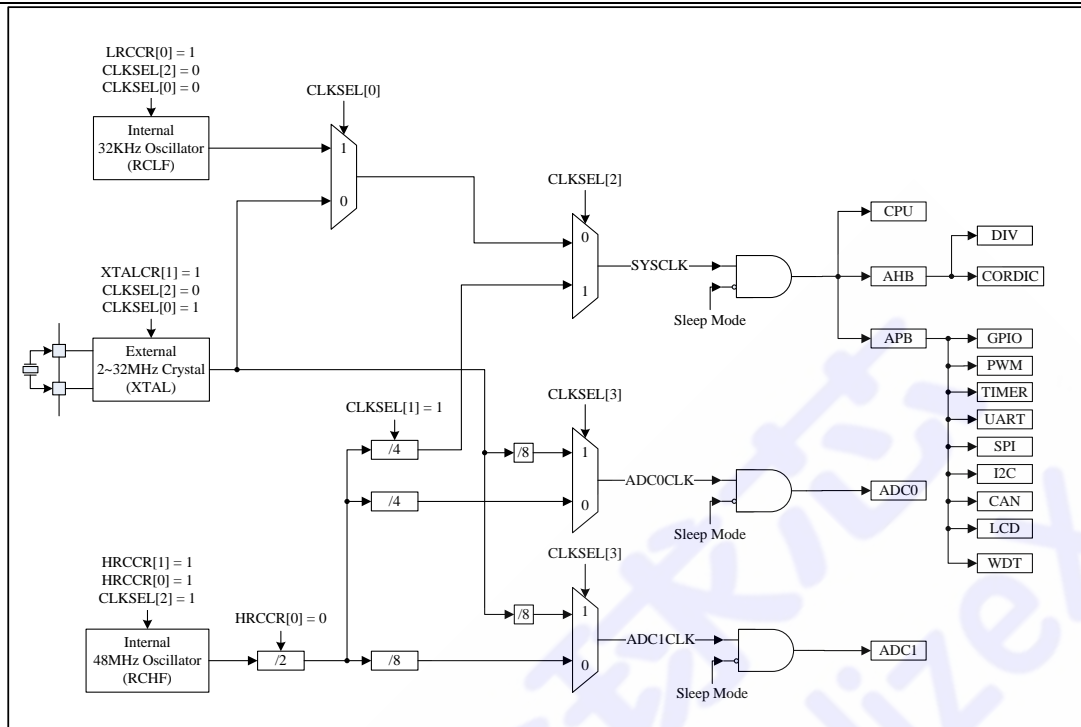 LRCCR[0] = 1
CLKSEL[2] = 0
CLKSEL[0] = 0
Internal
32KHz Oscillator
(RCLF)
CLKSEL[0]
1
0
XTALCR[1] = 1
CLKSEL[2] = 0
CLKSEL[0] = 1
External
2~32MHz Crystal
(XTAL)
CLKSEL[2]
0
1
SYSCLK
Sleep Mode
CPU
AHB
APB
DIV
CORDIC
GPIO
PWM
TIMER
UART
SPI
I2C
CAN
LCD
WDT
CLKSEL[1] = 1
/4
/4
/8
CLKSEL[3]
1
0
ADC0CLK
Sleep Mode
ADC0
HRCCR[1] = 1
HRCCR[0] = 1
CLKSEL[2] = 1
Internal
48MHz Oscillator
(RCHF)
HRCCR[0] = 0
/2
/8
/8
CLKSEL[3]
1
0
ADC1CLK
Sleep Mode
ADC1